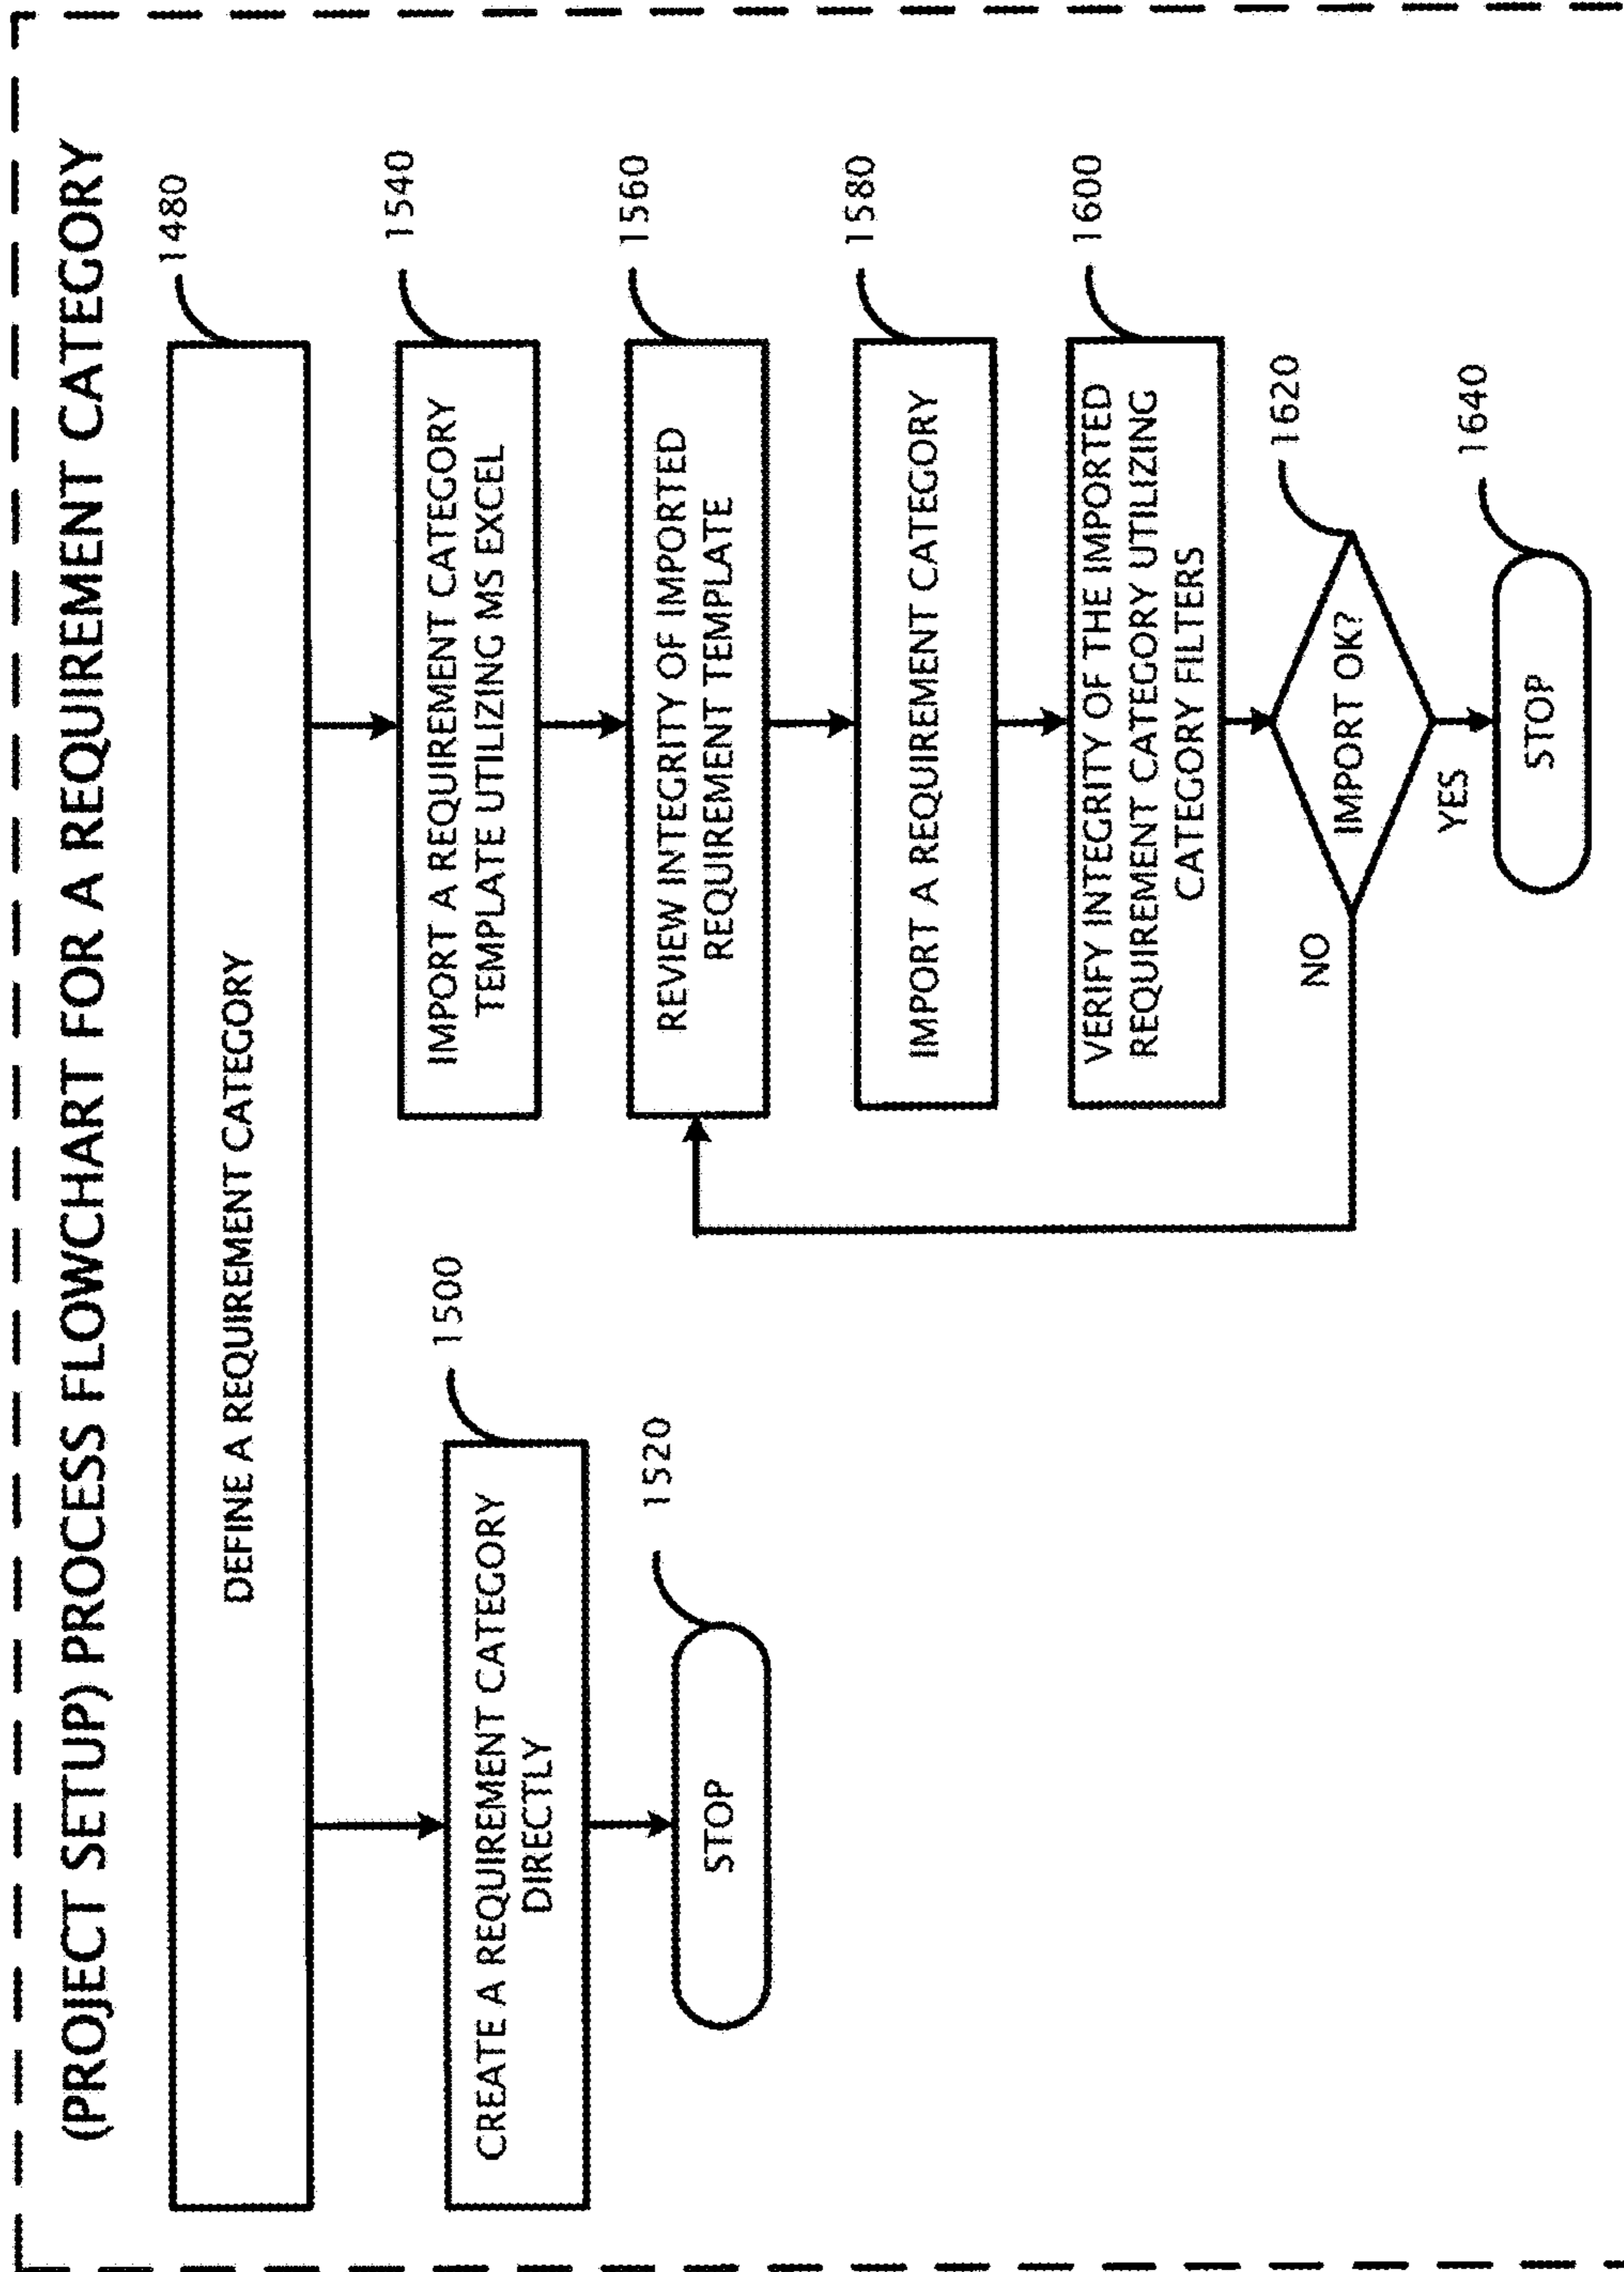 (PROJECT SETUP) PROCESS FLOWCHART FOR A REQUIREMENT CATEGORY
1480
DEFINE A REQUIREMENT CATEGORY
1500
CREATE A REQUIREMENT CATEGORY
DIRECTLY
1520
STOP
1540
IMPORT A REQUIREMENT CATEGORY
TEMPLATE UTILIZING MS EXCEL
1560
REVIEW INTEGRITY OF IMPORTED
REQUIREMENT TEMPLATE
1580
IMPORT A REQUIREMENT CATEGORY
1600
VERIFY INTEGRITY OF THE IMPORTED
REQUIREMENT CATEGORY UTILIZING
CATEGORY FILTERS
1620
IMPORT OK?
NO
YES
1640
STOP